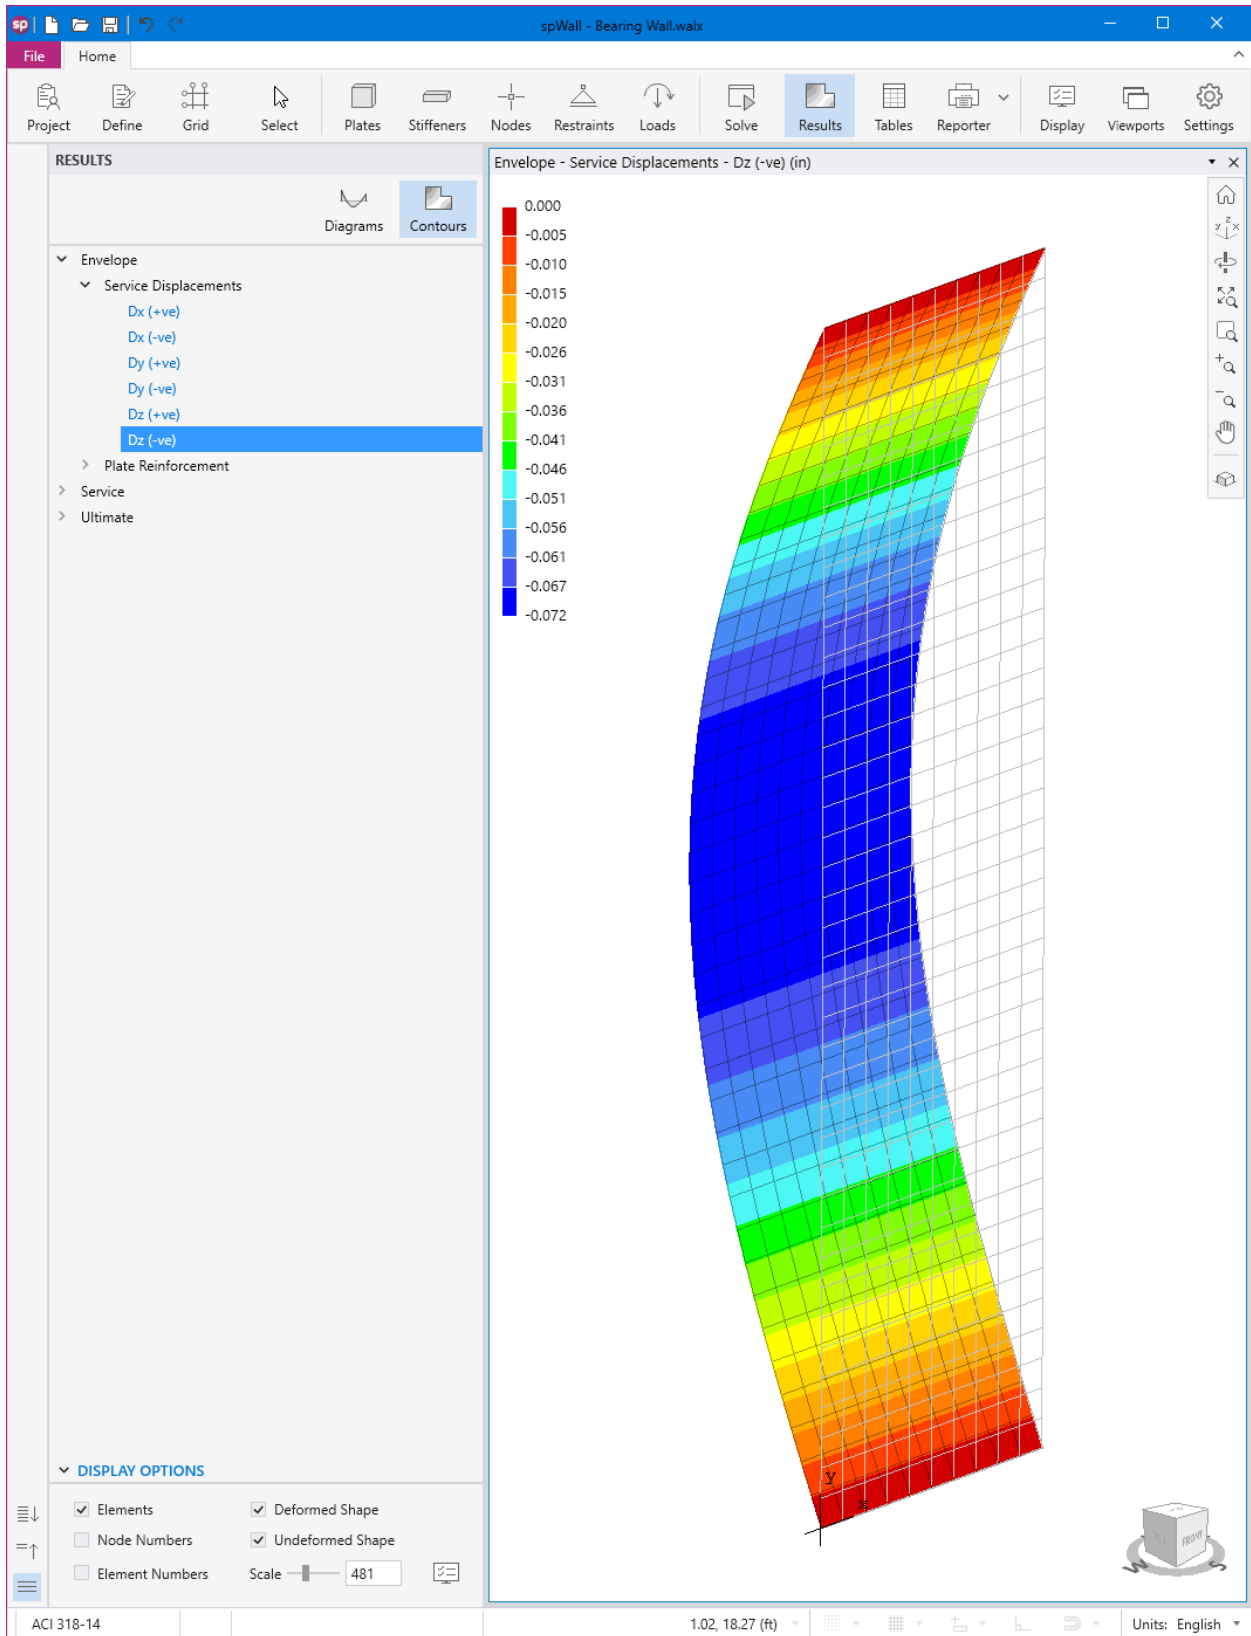 sp
spWall - Bearing Wall.walx
File Home
Project Define Grid Select Plates Stiffeners Nodes Restraints Loads Solve Results Tables Reporter Display Viewports Settings
RESULTS
Diagrams Contours
Envelope
Service Displacements
Dx (+ve)
Dx (-ve)
Dy (+ve)
Dy (-ve)
Dz (+ve)
Dz (-ve)
Plate Reinforcement
Service
Ultimate
DISPLAY OPTIONS
Elements Deformed Shape
Node Numbers Undeformed Shape
Element Numbers Scale 481
Envelope - Service Displacements - Dz (-ve) (in)
0.000
-0.005
-0.010
-0.015
-0.020
-0.026
-0.031
-0.036
-0.041
-0.046
-0.051
-0.056
-0.061
-0.067
-0.072
z
y x
Y
x
FRONT
W S
ACI 318-14 1.02, 18.27 (ft) Units: English